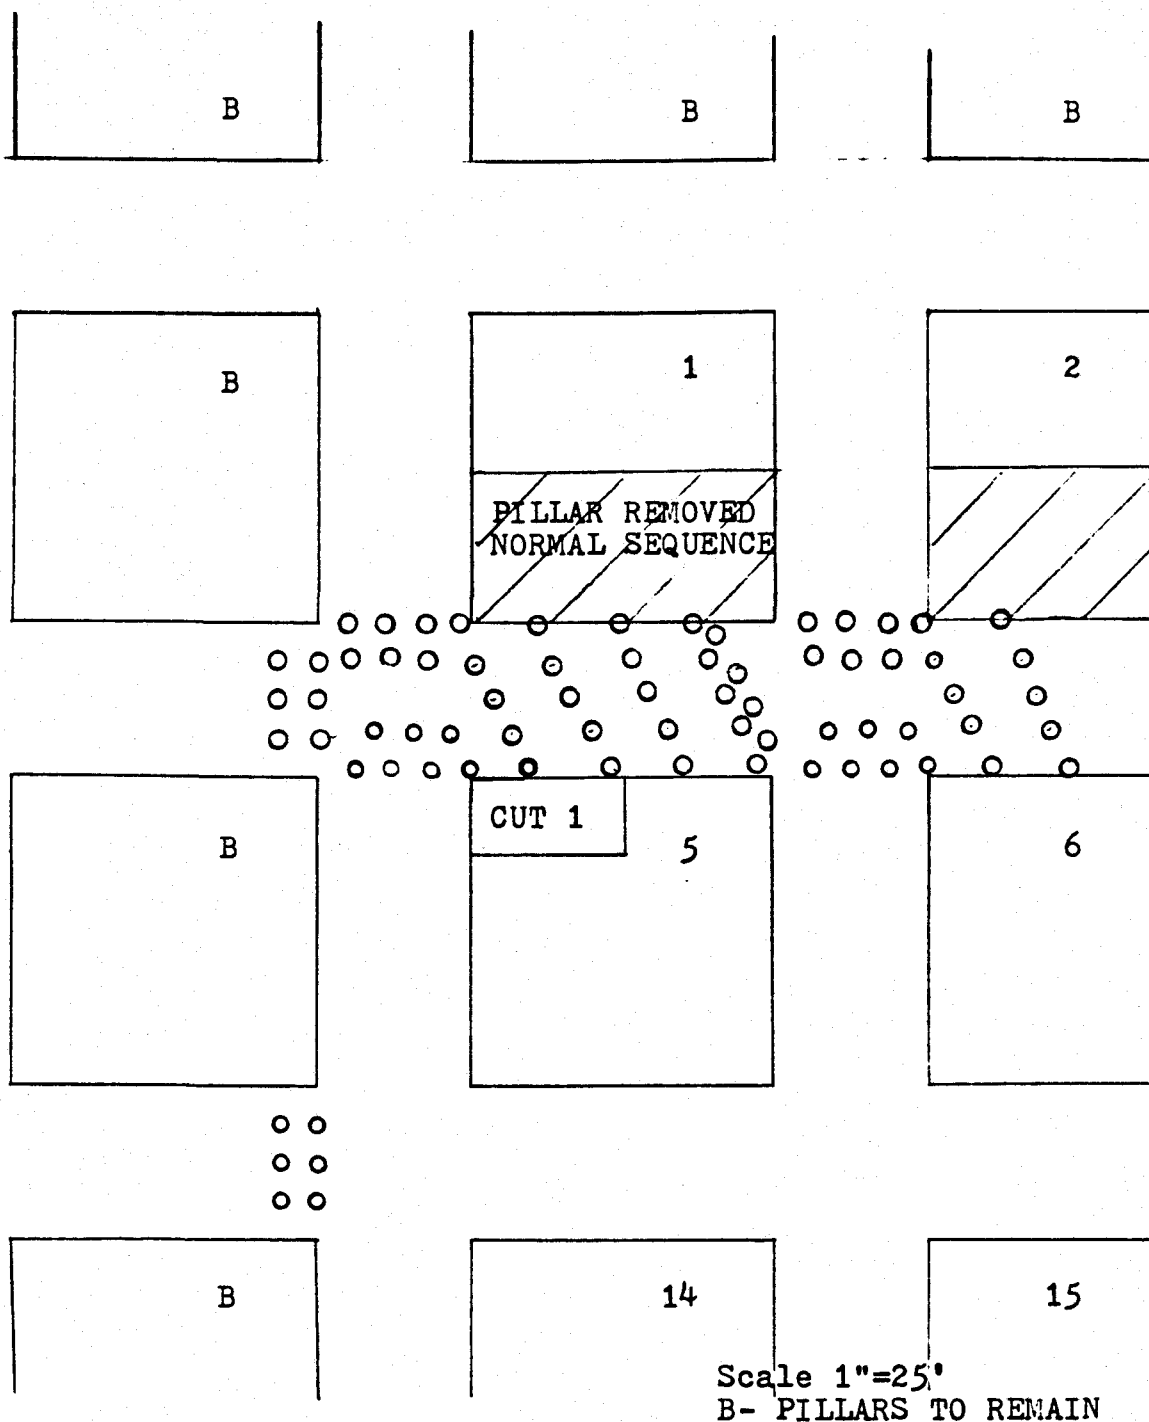 B
B
B
B
1
2
PILLAR REMOVED
NORMAL SEQUENCE
CUT 1
B
5
6
B
14
15
Scale 1"=25'
B- PILLARS TO REMAIN